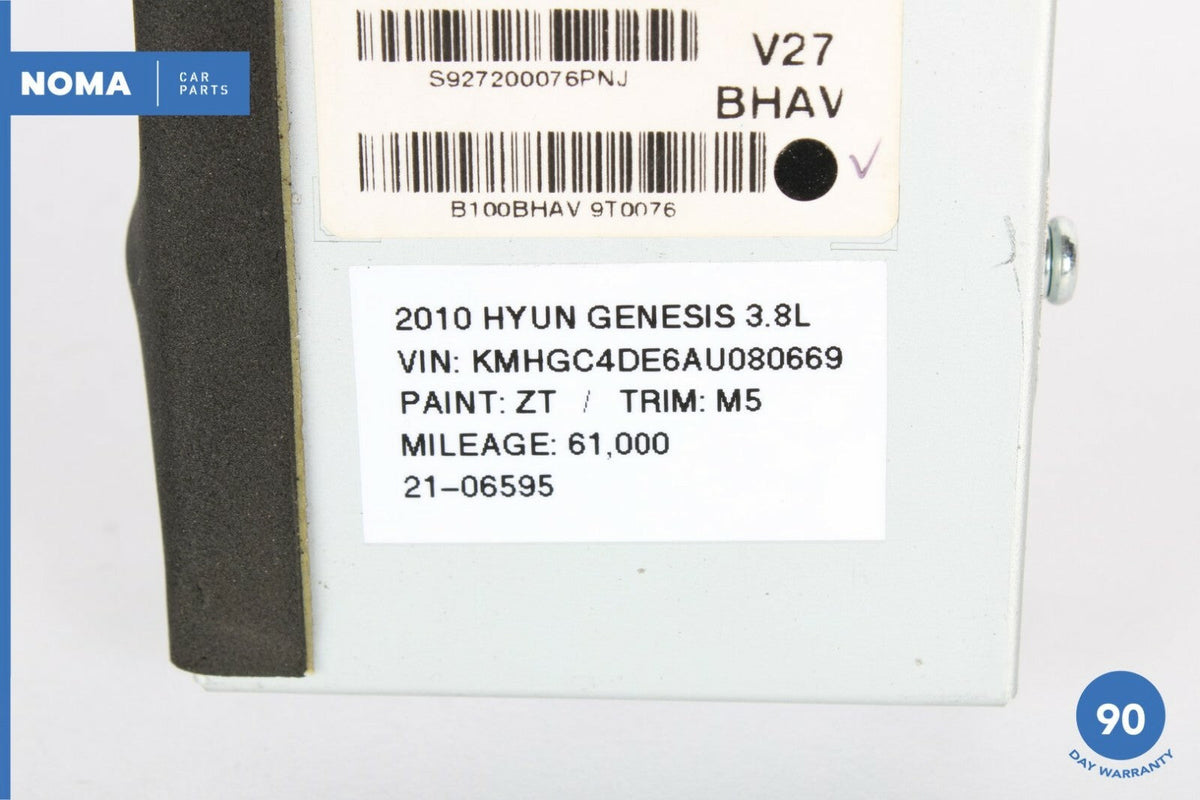 NOMA
CAR
PARTS
S927200076PNJ
V27
BHAV
B100BHAV 9T0076
2010 HYUN GENESIS 3.8L
VIN: KMHGC4DE6AU080669
PAINT: ZT / TRIM: M5
MILEAGE: 61,000
21-06595
90
DAY WARRANTY